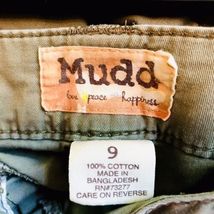 Mudd
love peace happiness
9
100% COTTON
MADE IN
BANGLADESH
RN#73277
CARE ON REVERSE